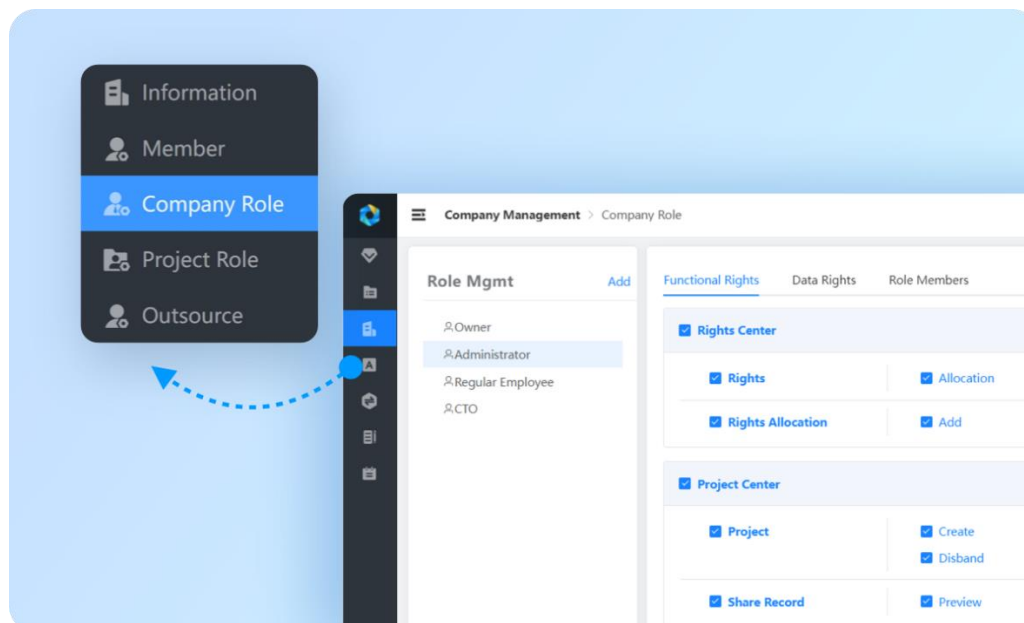 Information
Member
Company Role
Project Role
Outsource
Company Management > Company Role
Role Mgmt Add
Owner
Administrator
Regular Employee
CTO
Functional Rights Data Rights Role Members
Rights Center
Rights Allocation
Rights Allocation Add
Project Center
Project Create
Disband
Share Record Preview